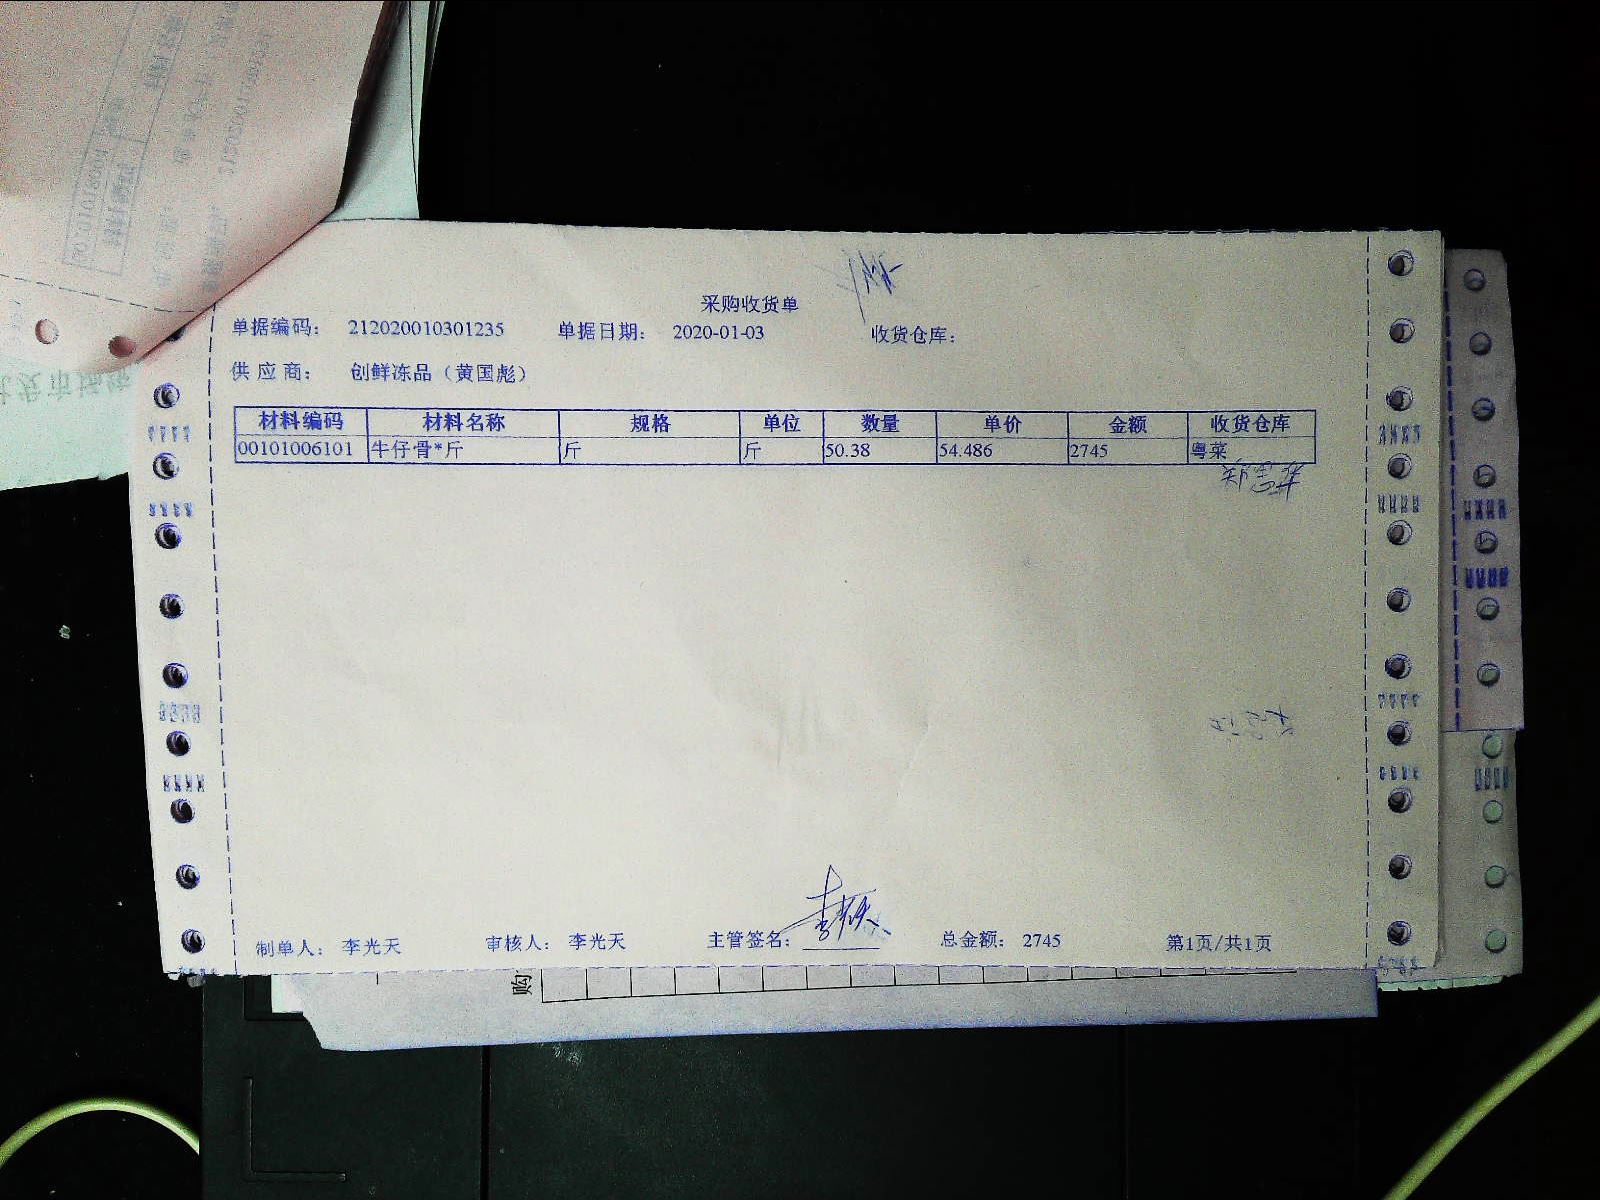 采购收货单
单据编码： 212020010301235 单据日期： 2020-01-03 收货仓库：
供应商： 创鲜冻品（黄国彪）
材料编码 材料名称 规格 单位 数量 单价 金额 收货仓库
00101006101 牛仔骨*斤 斤 斤 50.38 54.486 2745 粤菜
制单人： 李光天 审核人： 李光天 主管签名： 总金额： 2745 第1页/共1页
购